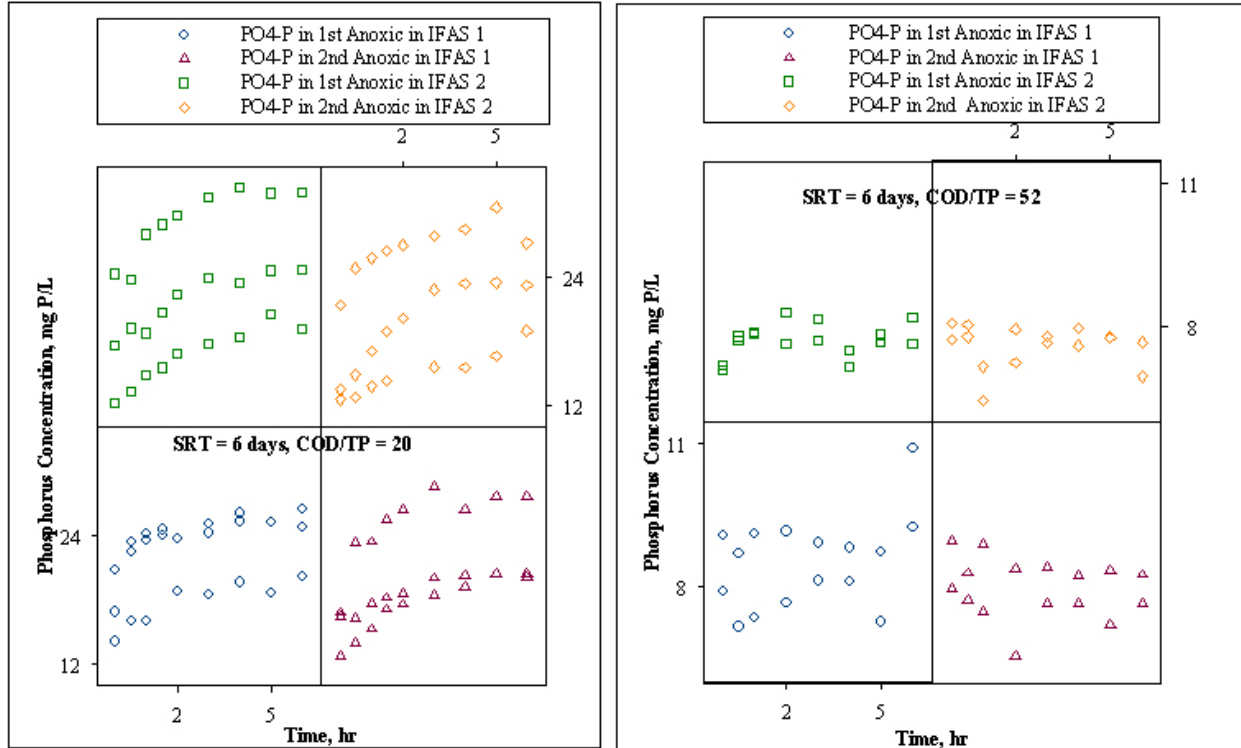 PO4-P in 1st Anoxic in IFAS 1
PO4-P in 2nd Anoxic in IFAS 1
PO4-P in 1st Anoxic in IFAS 2
PO4-P in 2nd Anoxic in IFAS 2
2 5
24
12
SRT = 6 days, COD/TP = 20
24
12
2 5
Phosphorus Concentration, mg P/L
Time, hr
PO4-P in 1st Anoxic in IFAS 1
PO4-P in 2nd Anoxic in IFAS 1
PO4-P in 1st Anoxic in IFAS 2
PO4-P in 2nd Anoxic in IFAS 2
2 5
SRT = 6 days, COD/TP = 52
11
8
11
8
2 5
Phosphorus Concentration, mg P/L
Time, hr